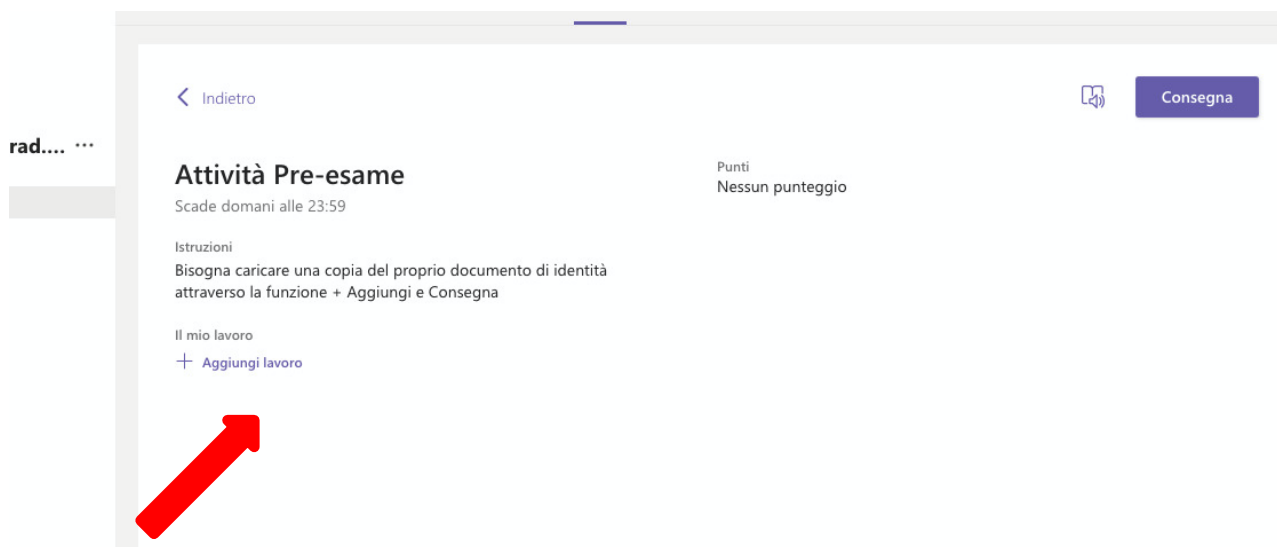 Indietro
Consegna
rad.... ···
Attività Pre-esame
Scade domani alle 23:59
Punti
Nessun punteggio
Istruzioni
Bisogna caricare una copia del proprio documento di identità
attraverso la funzione + Aggiungi e Consegna
Il mio lavoro
+ Aggiungi lavoro